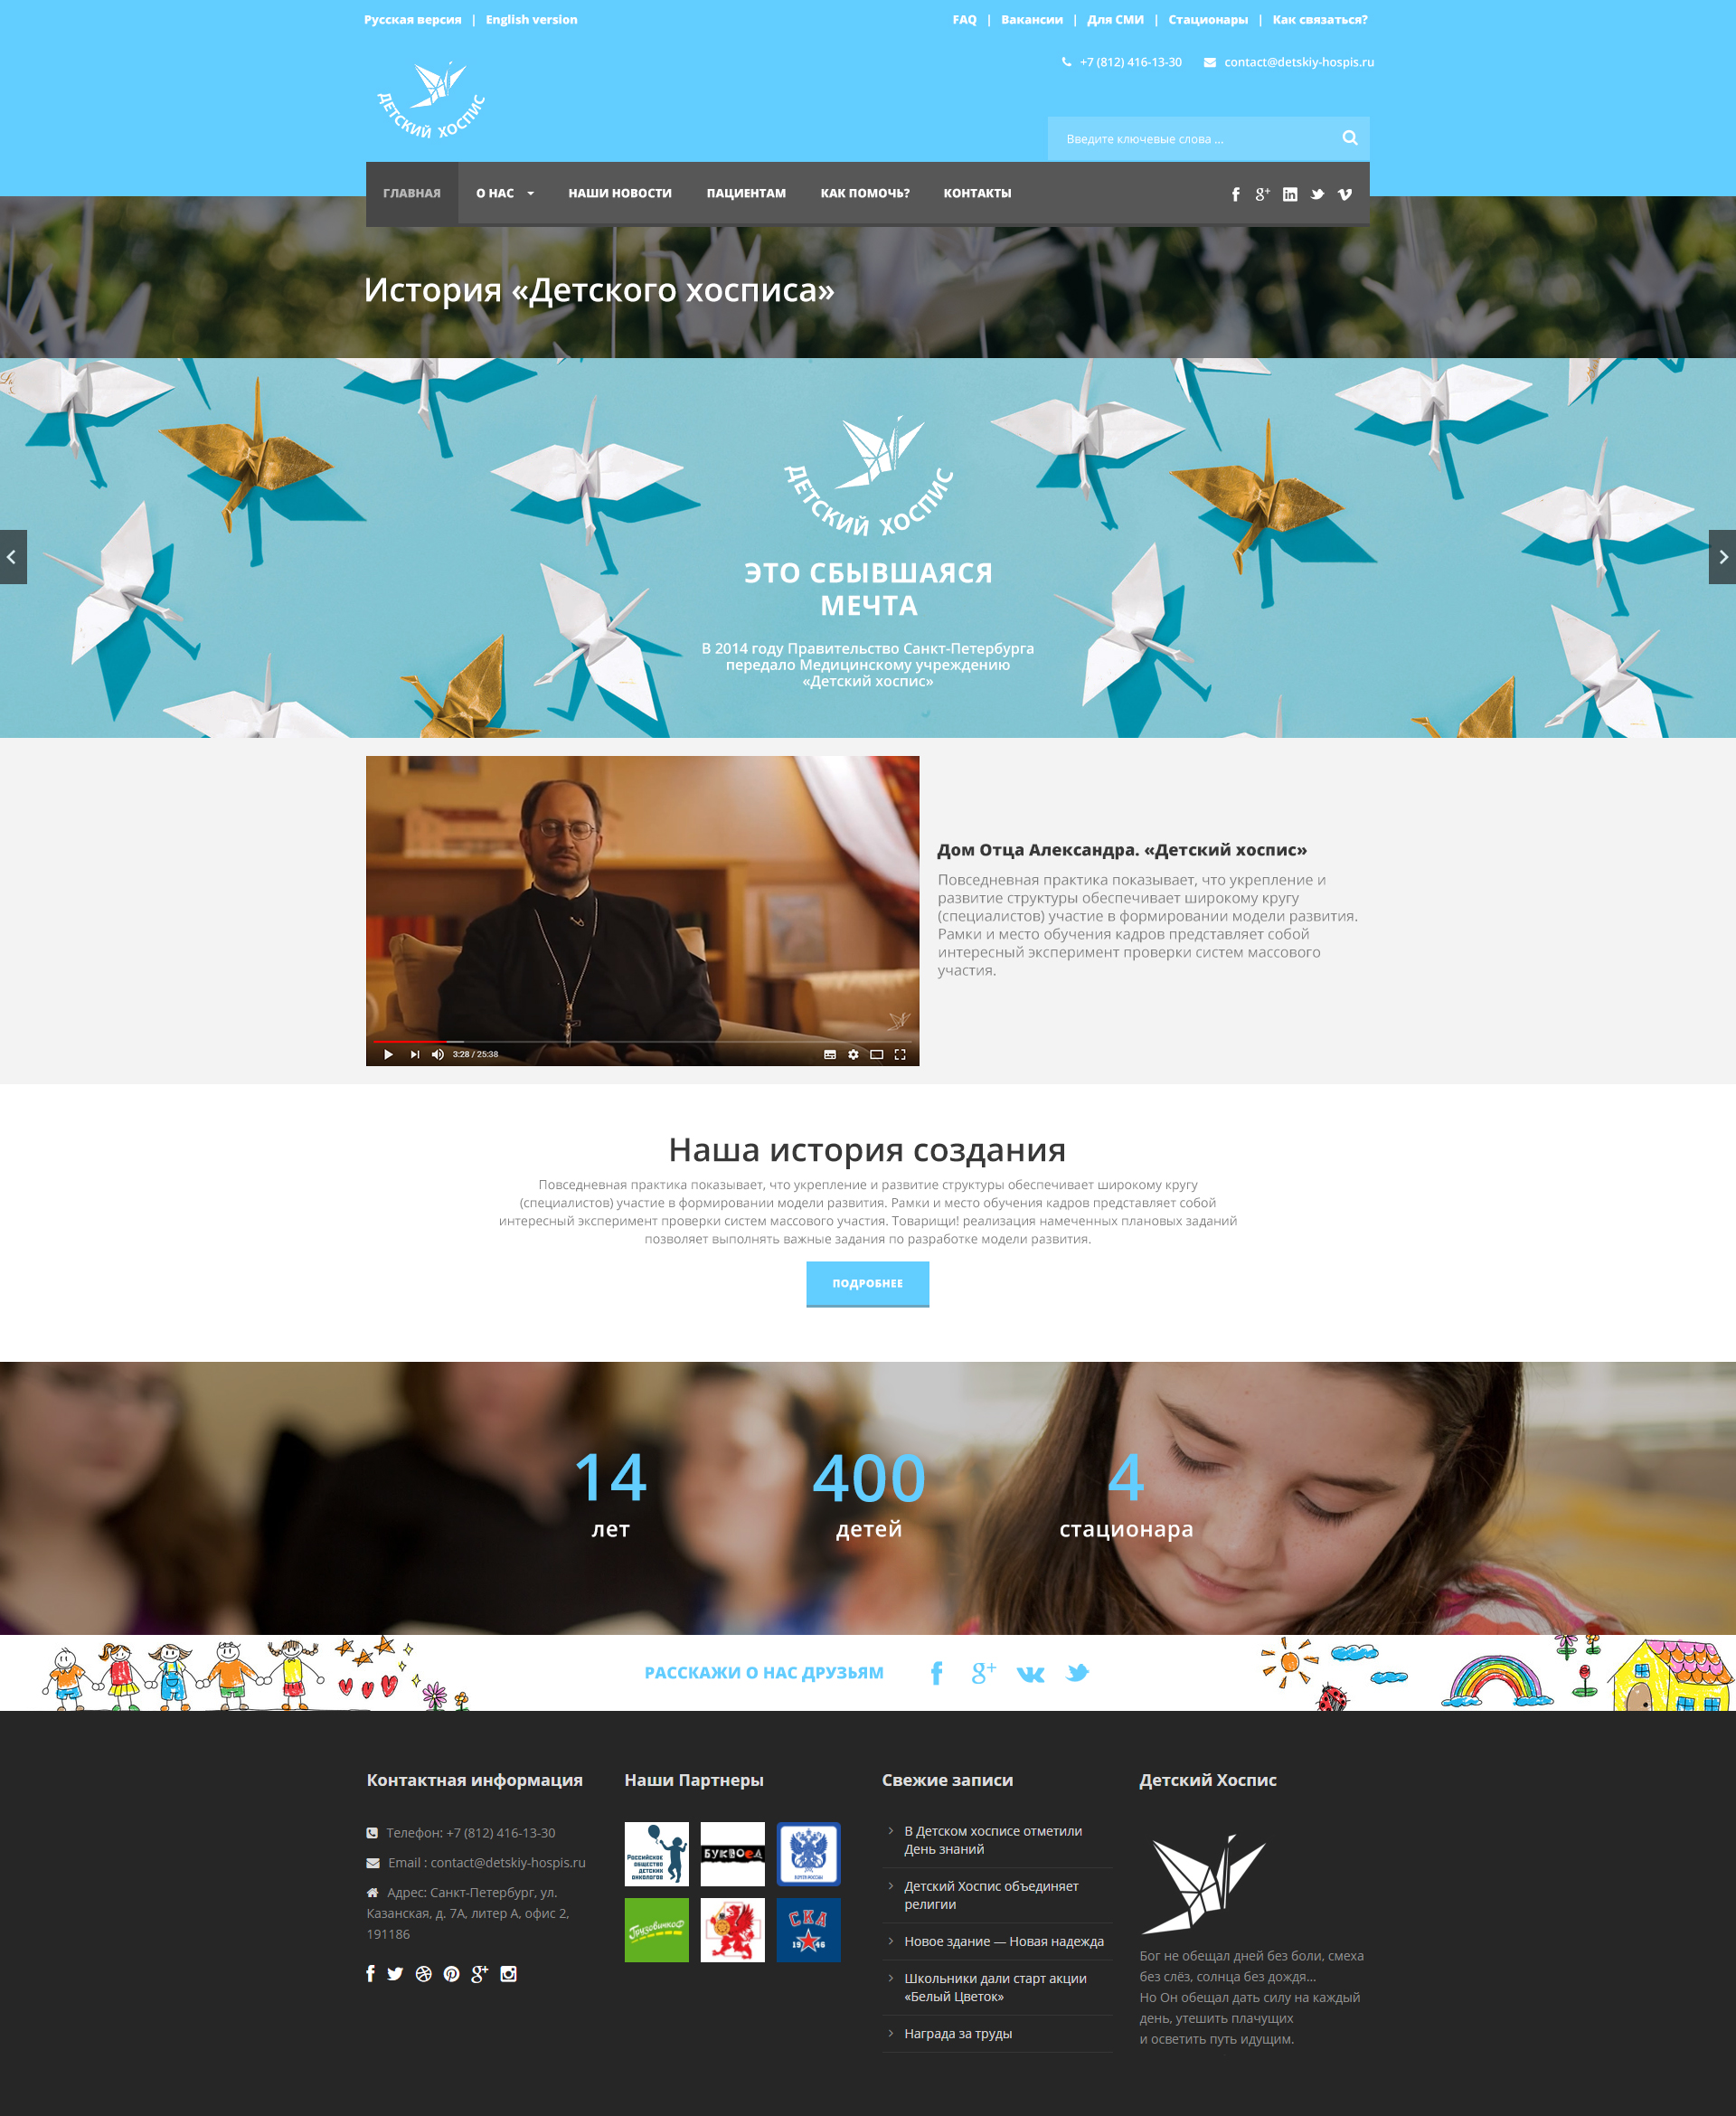 Русская версия | English version
FAQ | Вакансии | Для СМИ | Стационары | Как связаться?
+7 (812) 416-13-30 contact@detskiy-hospis.ru
ДЕТСКИЙ ХОСПИС
Введите ключевые слова ...
ГЛАВНАЯ О НАС НАШИ НОВОСТИ ПАЦИЕНТАМ КАК ПОМОЧЬ? КОНТАКТЫ
История «Детского хосписа»
ДЕТСКИЙ ХОСПИС
ЭТО СБЫВШАЯСЯ
МЕЧТА
В 2014 году Правительство Санкт-Петербурга
передало Медицинскому учреждению
«Детский хоспис»
3:28 / 25:38
Дом Отца Александра. «Детский хоспис»
Повседневная практика показывает, что укрепление и
развитие структуры обеспечивает широкому кругу
(специалистов) участие в формировании модели развития.
Рамки и место обучения кадров представляет собой
интересный эксперимент проверки систем массового
участия.
Наша история создания
Повседневная практика показывает, что укрепление и развитие структуры обеспечивает широкому кругу
(специалистов) участие в формировании модели развития. Рамки и место обучения кадров представляет собой
интересный эксперимент проверки систем массового участия. Товарищи! реализация намеченных плановых заданий
позволяет выполнять важные задания по разработке модели развития.
ПОДРОБНЕЕ
14 400 4
лет детей стационара
РАССКАЖИ О НАС ДРУЗЬЯМ
Контактная информация
Телефон: +7 (812) 416-13-30
Email : contact@detskiy-hospis.ru
Адрес: Санкт-Петербург, ул.
Казанская, д. 7А, литер А, офис 2,
191186
Наши Партнеры
Российское
общество
детских
онкологов
БУКВОЕД
ПОЧТА РОССИИ
ГрузовичкоФ
СКА
1946
Свежие записи
В Детском хосписе отметили
День знаний
Детский Хоспис объединяет
религии
Новое здание — Новая надежда
Школьники дали старт акции
«Белый Цветок»
Награда за труды
Детский Хоспис
Бог не обещал дней без боли, смеха
без слёз, солнца без дождя...
Но Он обещал дать силу на каждый
день, утешить плачущих
и осветить путь идущим.